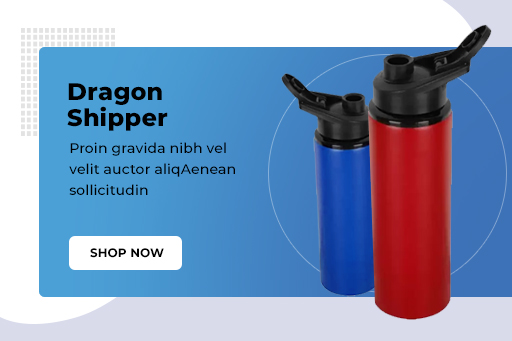 Dragon
Shipper
Proin gravida nibh vel
velit auctor aliqAenean
sollicitudin
SHOP NOW